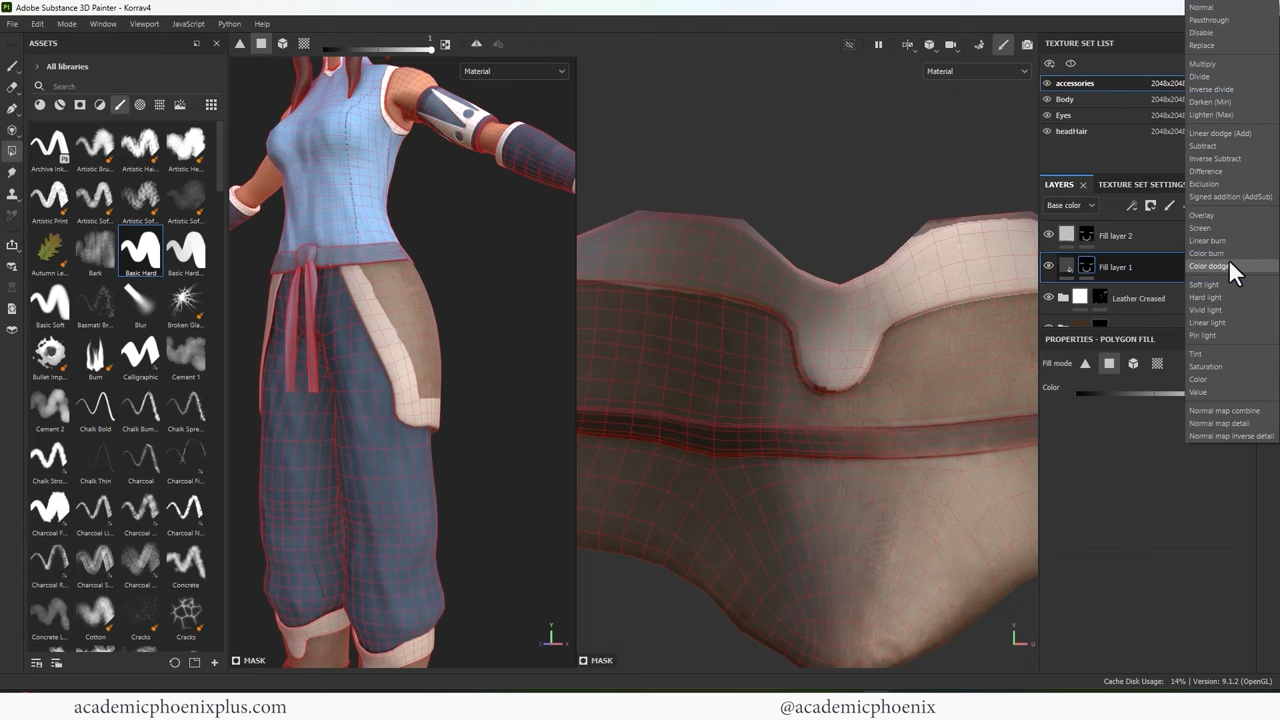 Adobe Substance 3D Painter - Korrav4
File Edit Mode Window Viewport JavaScript Python Help
ASSETS
All libraries
Search
Archive Ink...
Artistic Bru...
Artistic Hai...
Artistic He...
Artistic Print
Artistic Sof...
Artistic Sof...
Artistic Sof...
Autumn Le...
Bark
Basic Hard
Basic Hard...
Basic Soft
Basmati Br...
Blur
Broken Gla...
Bullet Imp...
Burn
Calligraphic
Cement 1
Cement 2
Chalk Bold
Chalk Bum...
Chalk Spre...
Chalk Stro...
Chalk Thin
Charcoal
Charcoal Fi...
Charcoal F...
Charcoal Li...
Charcoal M...
Charcoal N...
Charcoal R...
Charcoal S...
Charcoal ...
Concrete
Concrete L...
Cotton
Cracks
Cracks
1
Material
Material
Y
Z X
V
U
MASK
MASK
TEXTURE SET LIST
accessories 2048x2048
Body 2048x2048
Eyes 2048x2048
headHair 2048x2048
LAYERS
TEXTURE SET SETTINGS
Base color
Fill layer 2
Fill layer 1
Leather Creased
PROPERTIES - POLYGON FILL
Fill mode
Color
Normal
Passthrough
Disable
Replace
Multiply
Divide
Inverse divide
Darken (Min)
Lighten (Max)
Linear dodge (Add)
Subtract
Inverse Subtract
Difference
Exclusion
Signed addition (AddSub)
Overlay
Screen
Linear burn
Color burn
Color dodge
Soft light
Hard light
Vivid light
Linear light
Pin light
Tint
Saturation
Color
Value
Normal map combine
Normal map detail
Normal map inverse detail
Cache Disk Usage: 14% | Version: 9.1.2 (OpenGL)
academicphoenixplus.com
@academicphoenix